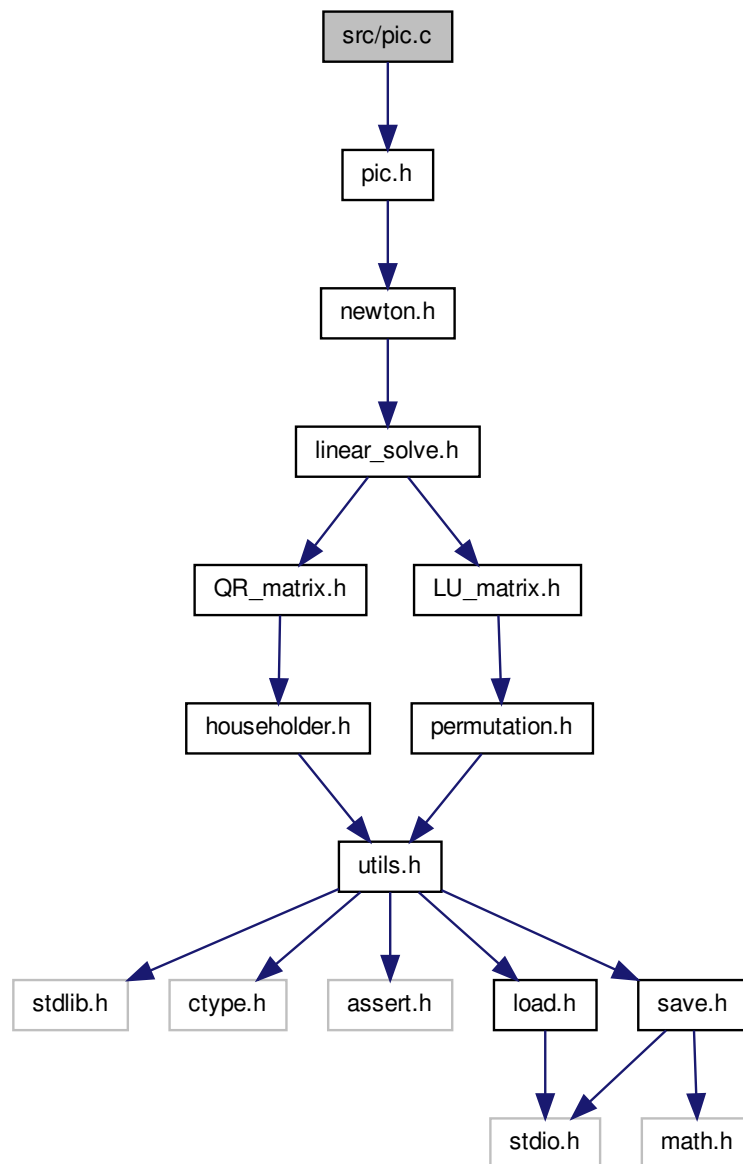 src/pic.c
pic.h
newton.h
linear_solve.h
QR_matrix.h
LU_matrix.h
householder.h
permutation.h
utils.h
stdlib.h
ctype.h
assert.h
load.h
save.h
stdio.h
math.h